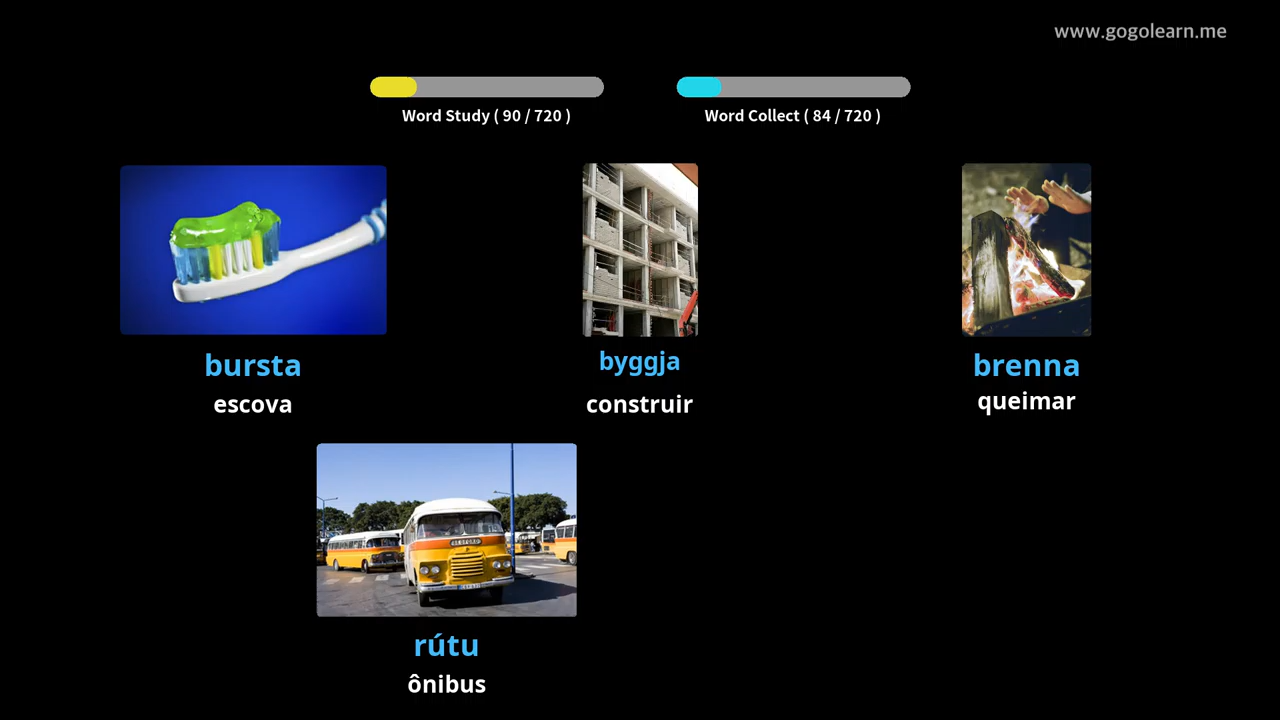 www.gogolearn.me
Word Study ( 90 / 720 )
Word Collect ( 84 / 720 )
bursta
byggja
brenna
escova
construir
queimar
BEDFORD
rútu
ônibus